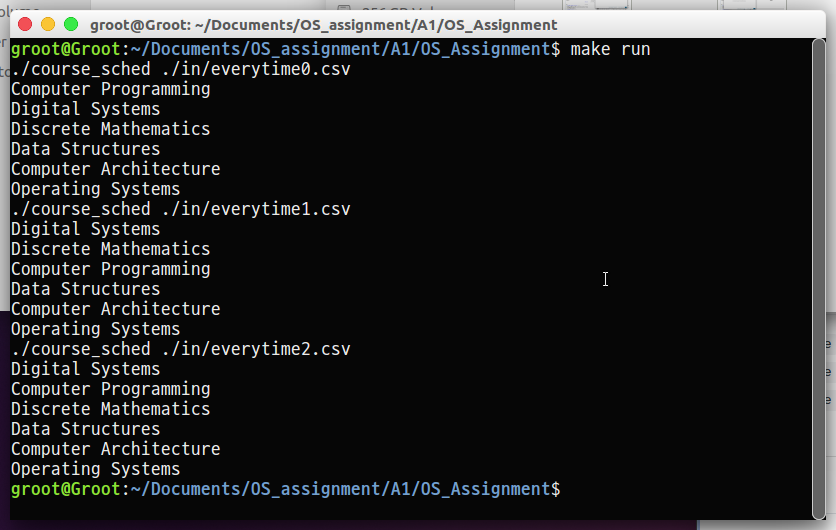 groot@Groot: ~/Documents/OS_assignment/A1/OS_Assignment
groot@Groot:~/Documents/OS_assignment/A1/OS_Assignment$ make run
./course_sched ./in/everytime0.csv
Computer Programming
Digital Systems
Discrete Mathematics
Data Structures
Computer Architecture
Operating Systems
./course_sched ./in/everytime1.csv
Digital Systems
Discrete Mathematics
Computer Programming
Data Structures
Computer Architecture
Operating Systems
./course_sched ./in/everytime2.csv
Digital Systems
Computer Programming
Discrete Mathematics
Data Structures
Computer Architecture
Operating Systems
groot@Groot:~/Documents/OS_assignment/A1/OS_Assignment$